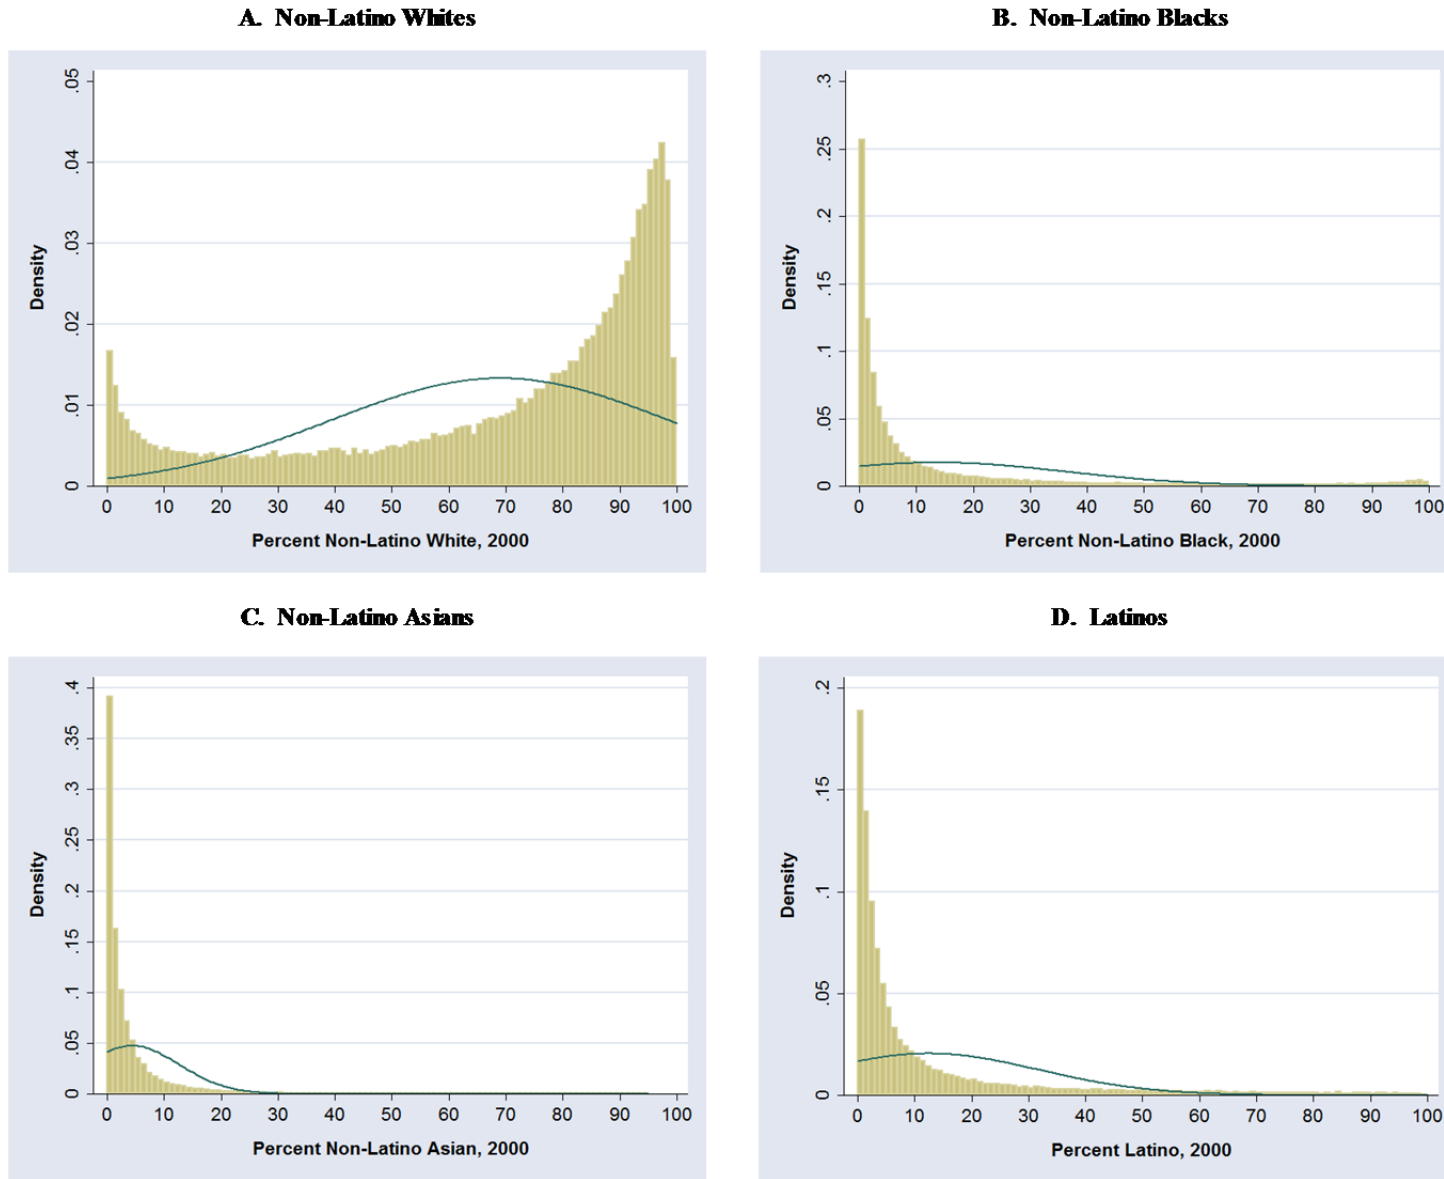 A. Non-Latino Whites
B. Non-Latino Blacks
.05
.04
.03
.02
.01
0
Density
0 10 20 30 40 50 60 70 80 90 100
Percent Non-Latino White, 2000
.3
.25
.2
.15
.1
.05
0
Density
0 10 20 30 40 50 60 70 80 90 100
Percent Non-Latino Black, 2000
C. Non-Latino Asians
D. Latinos
.4
.35
.3
.25
.2
.15
.1
.05
0
Density
0 10 20 30 40 50 60 70 80 90 100
Percent Non-Latino Asian, 2000
.2
.15
.1
.05
0
Density
0 10 20 30 40 50 60 70 80 90 100
Percent Latino, 2000